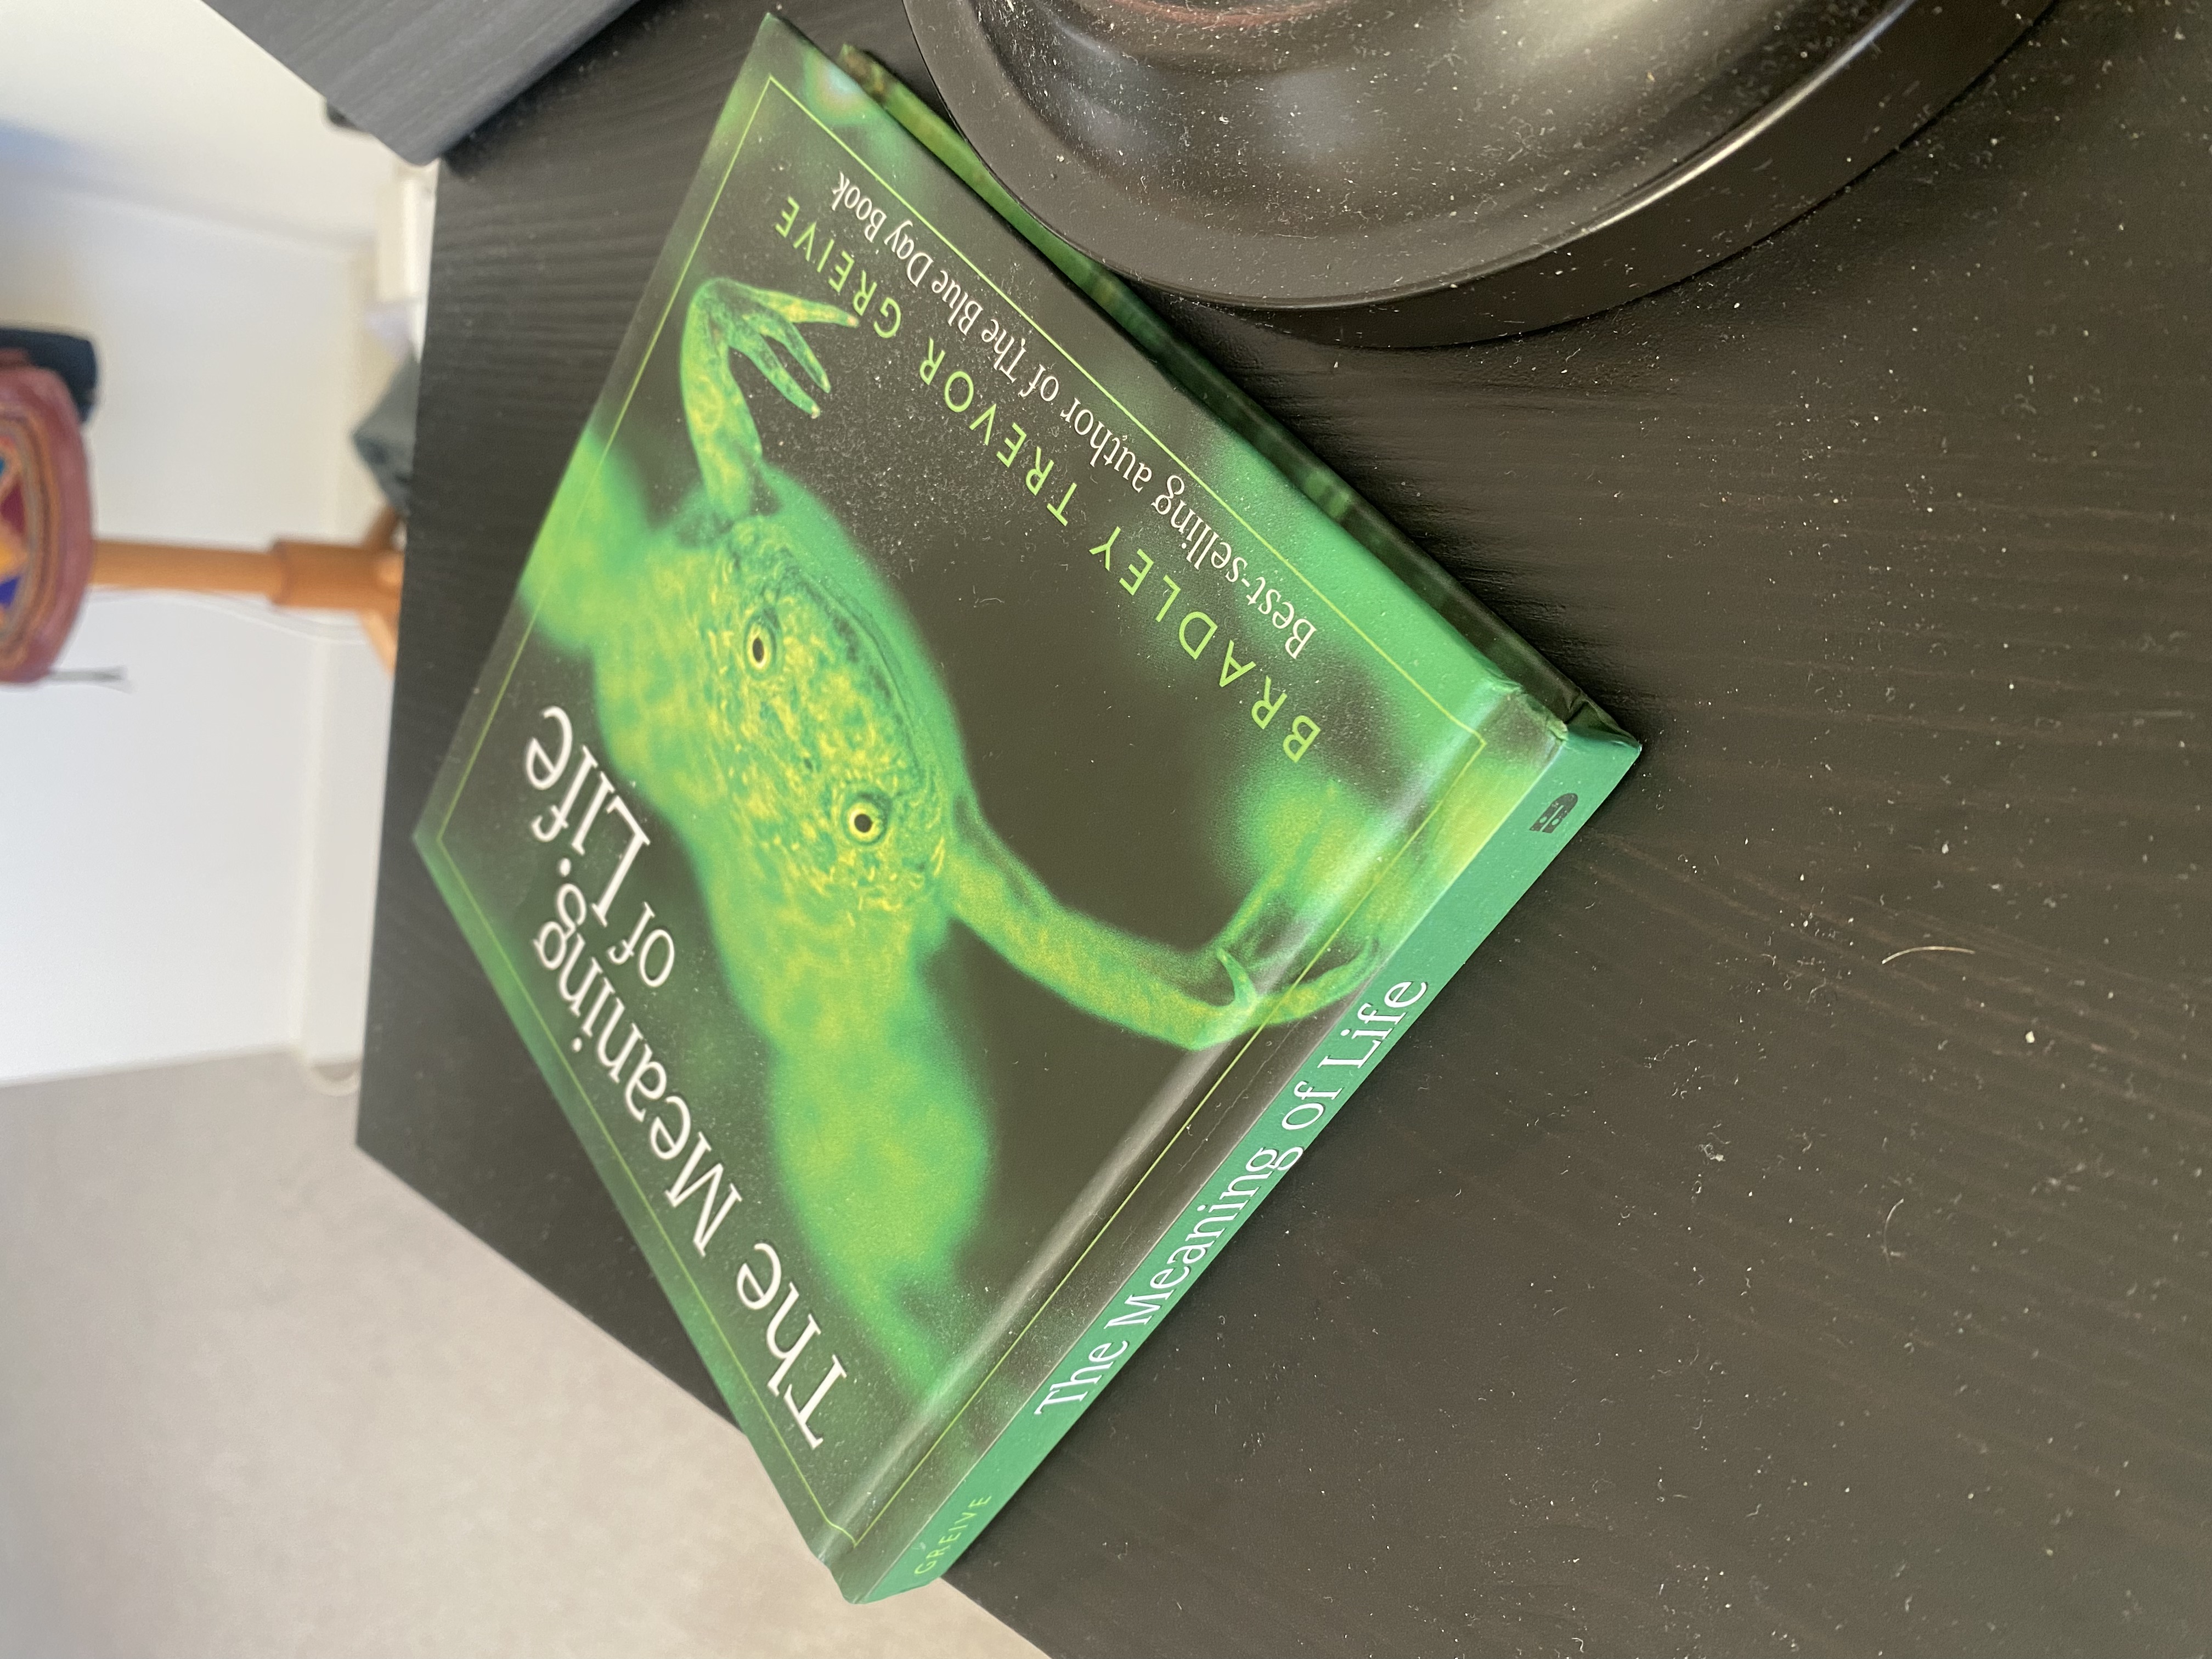 The Meaning
of Life
BRADLEY TREVOR GREIVE
Best-selling author of The Blue Day Book
GREIVE
The Meaning of Life